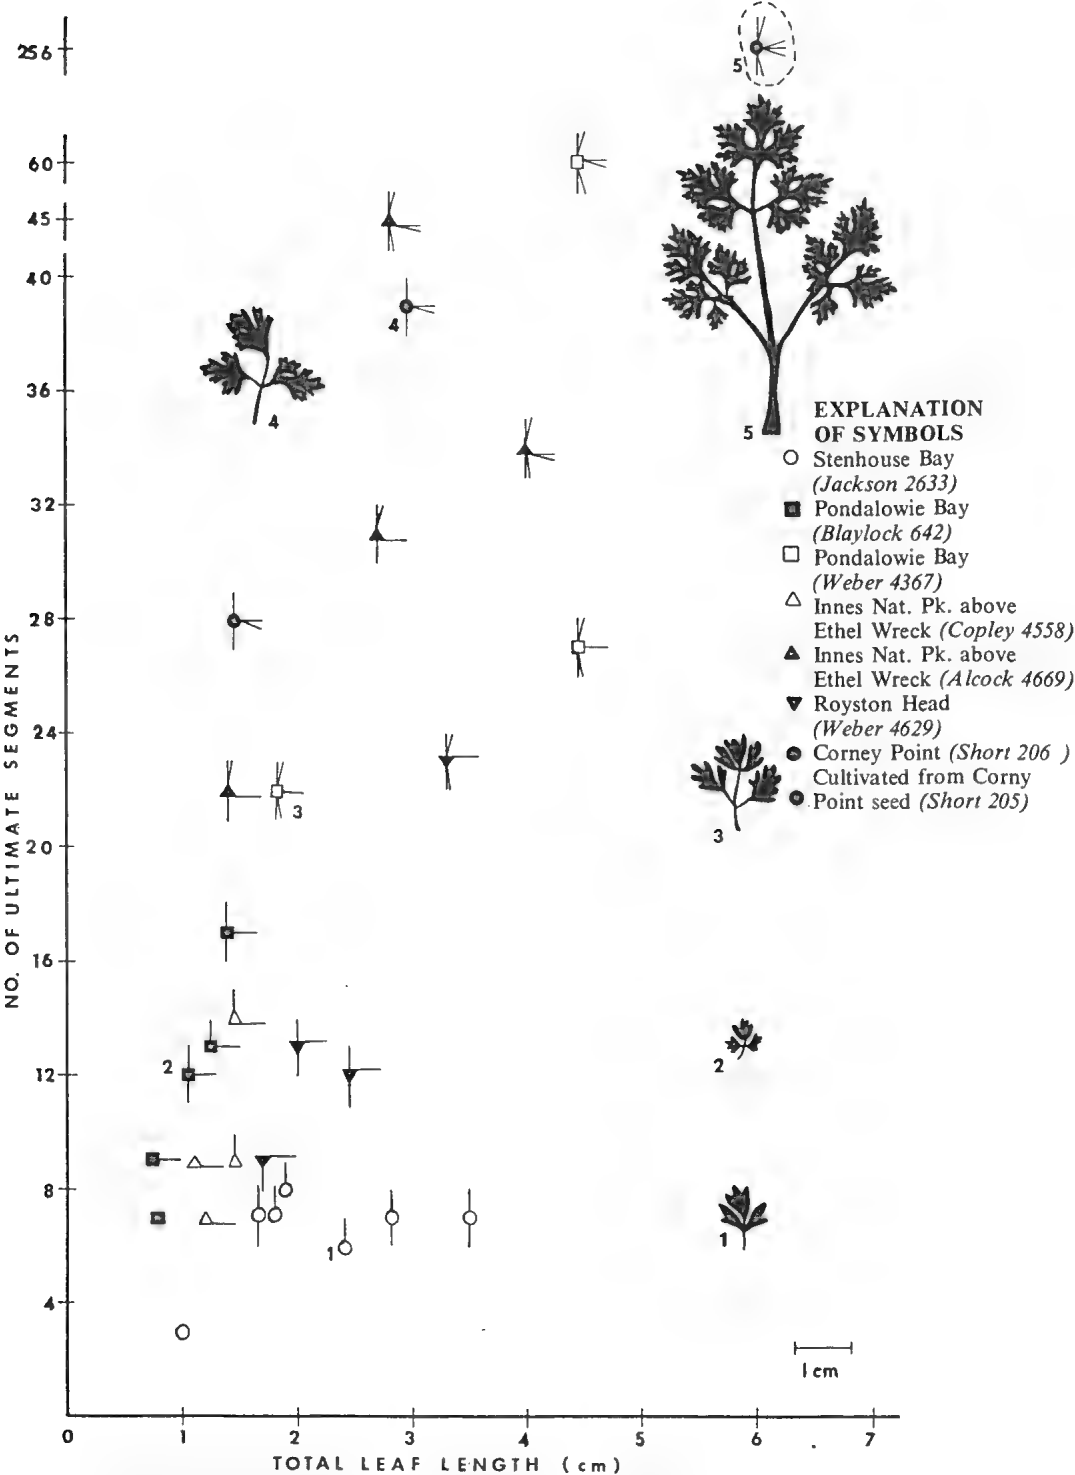 256
5
60
45
40
4
36
4
5
EXPLANATION
OF SYMBOLS
Stenhouse Bay
(Jackson 2633)
Pondalowie Bay
(Blaylock 642)
Pondalowie Bay
(Weber 4367)
Innes Nat. Pk. above
Ethel Wreck (Copley 4558)
Innes Nat. Pk. above
Ethel Wreck (Alcock 4669)
Royston Head
(Weber 4629)
Corney Point (Short 206 )
Cultivated from Corny
Point seed (Short 205)
32
28
24
3
3
20
16
2
12
2
8
1
1
4
1 cm
0 1 2 3 4 5 6 7
TOTAL LEAF LENGTH (cm)
NO. OF ULTIMATE SEGMENTS